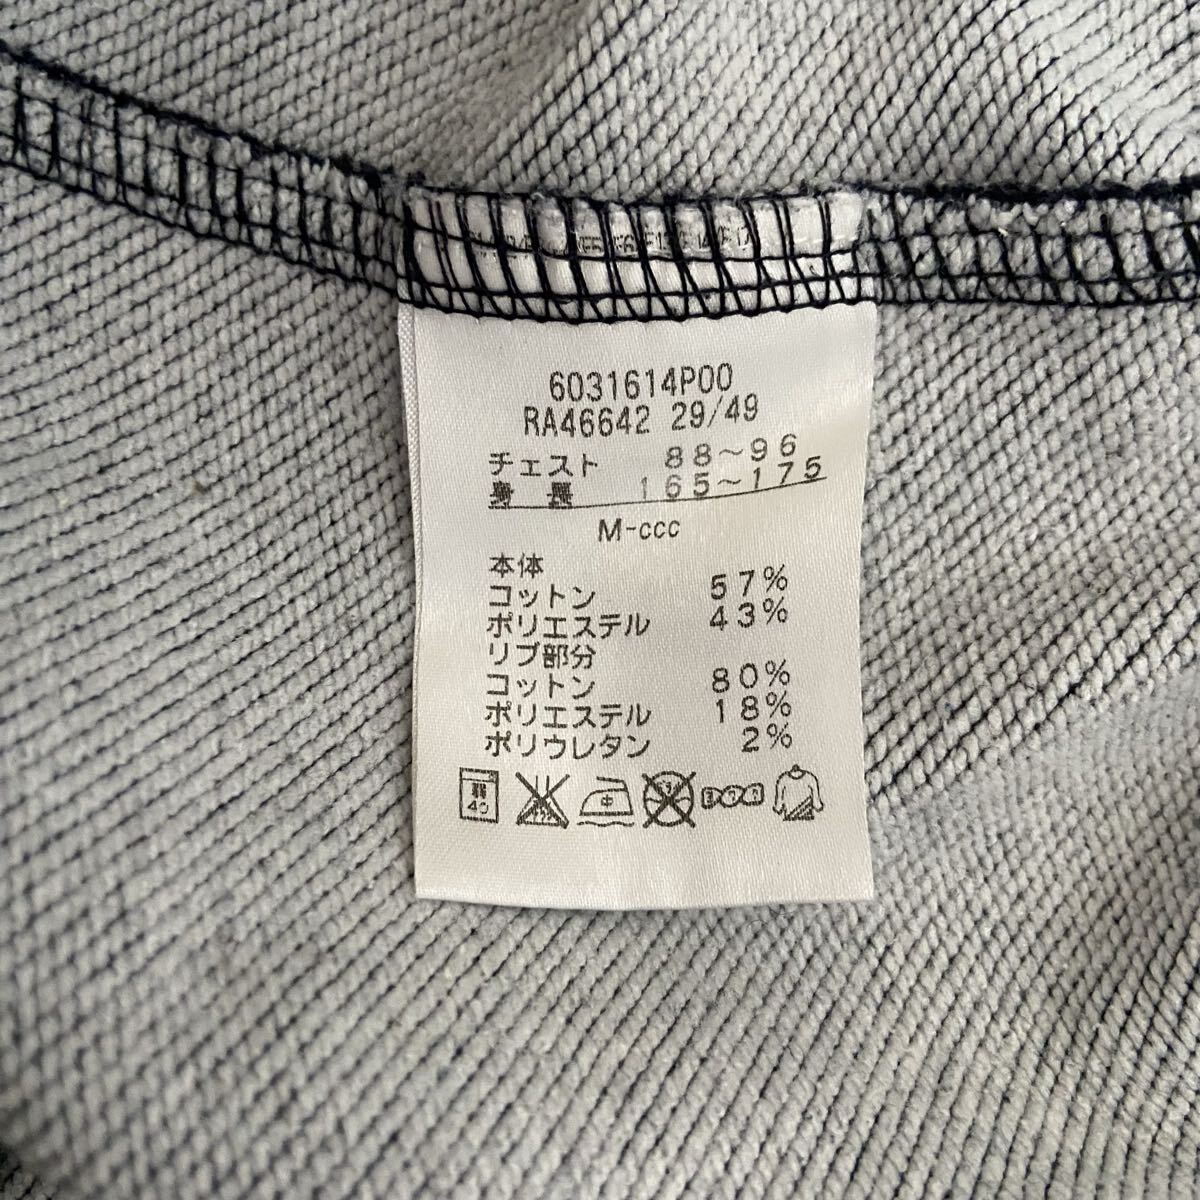 6031614P00
RA46642 29/49
チェスト 88~96
身長 165~175
M-ccc
本体
コットン 57%
ポリエステル 43%
リブ部分
コットン 80%
ポリエステル 18%
ポリウレタン 2%
40
中